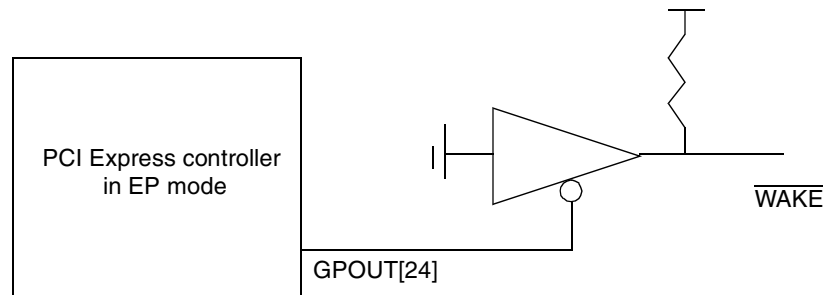 PCI Express controller
in EP mode
WAKE
GPOUT[24]